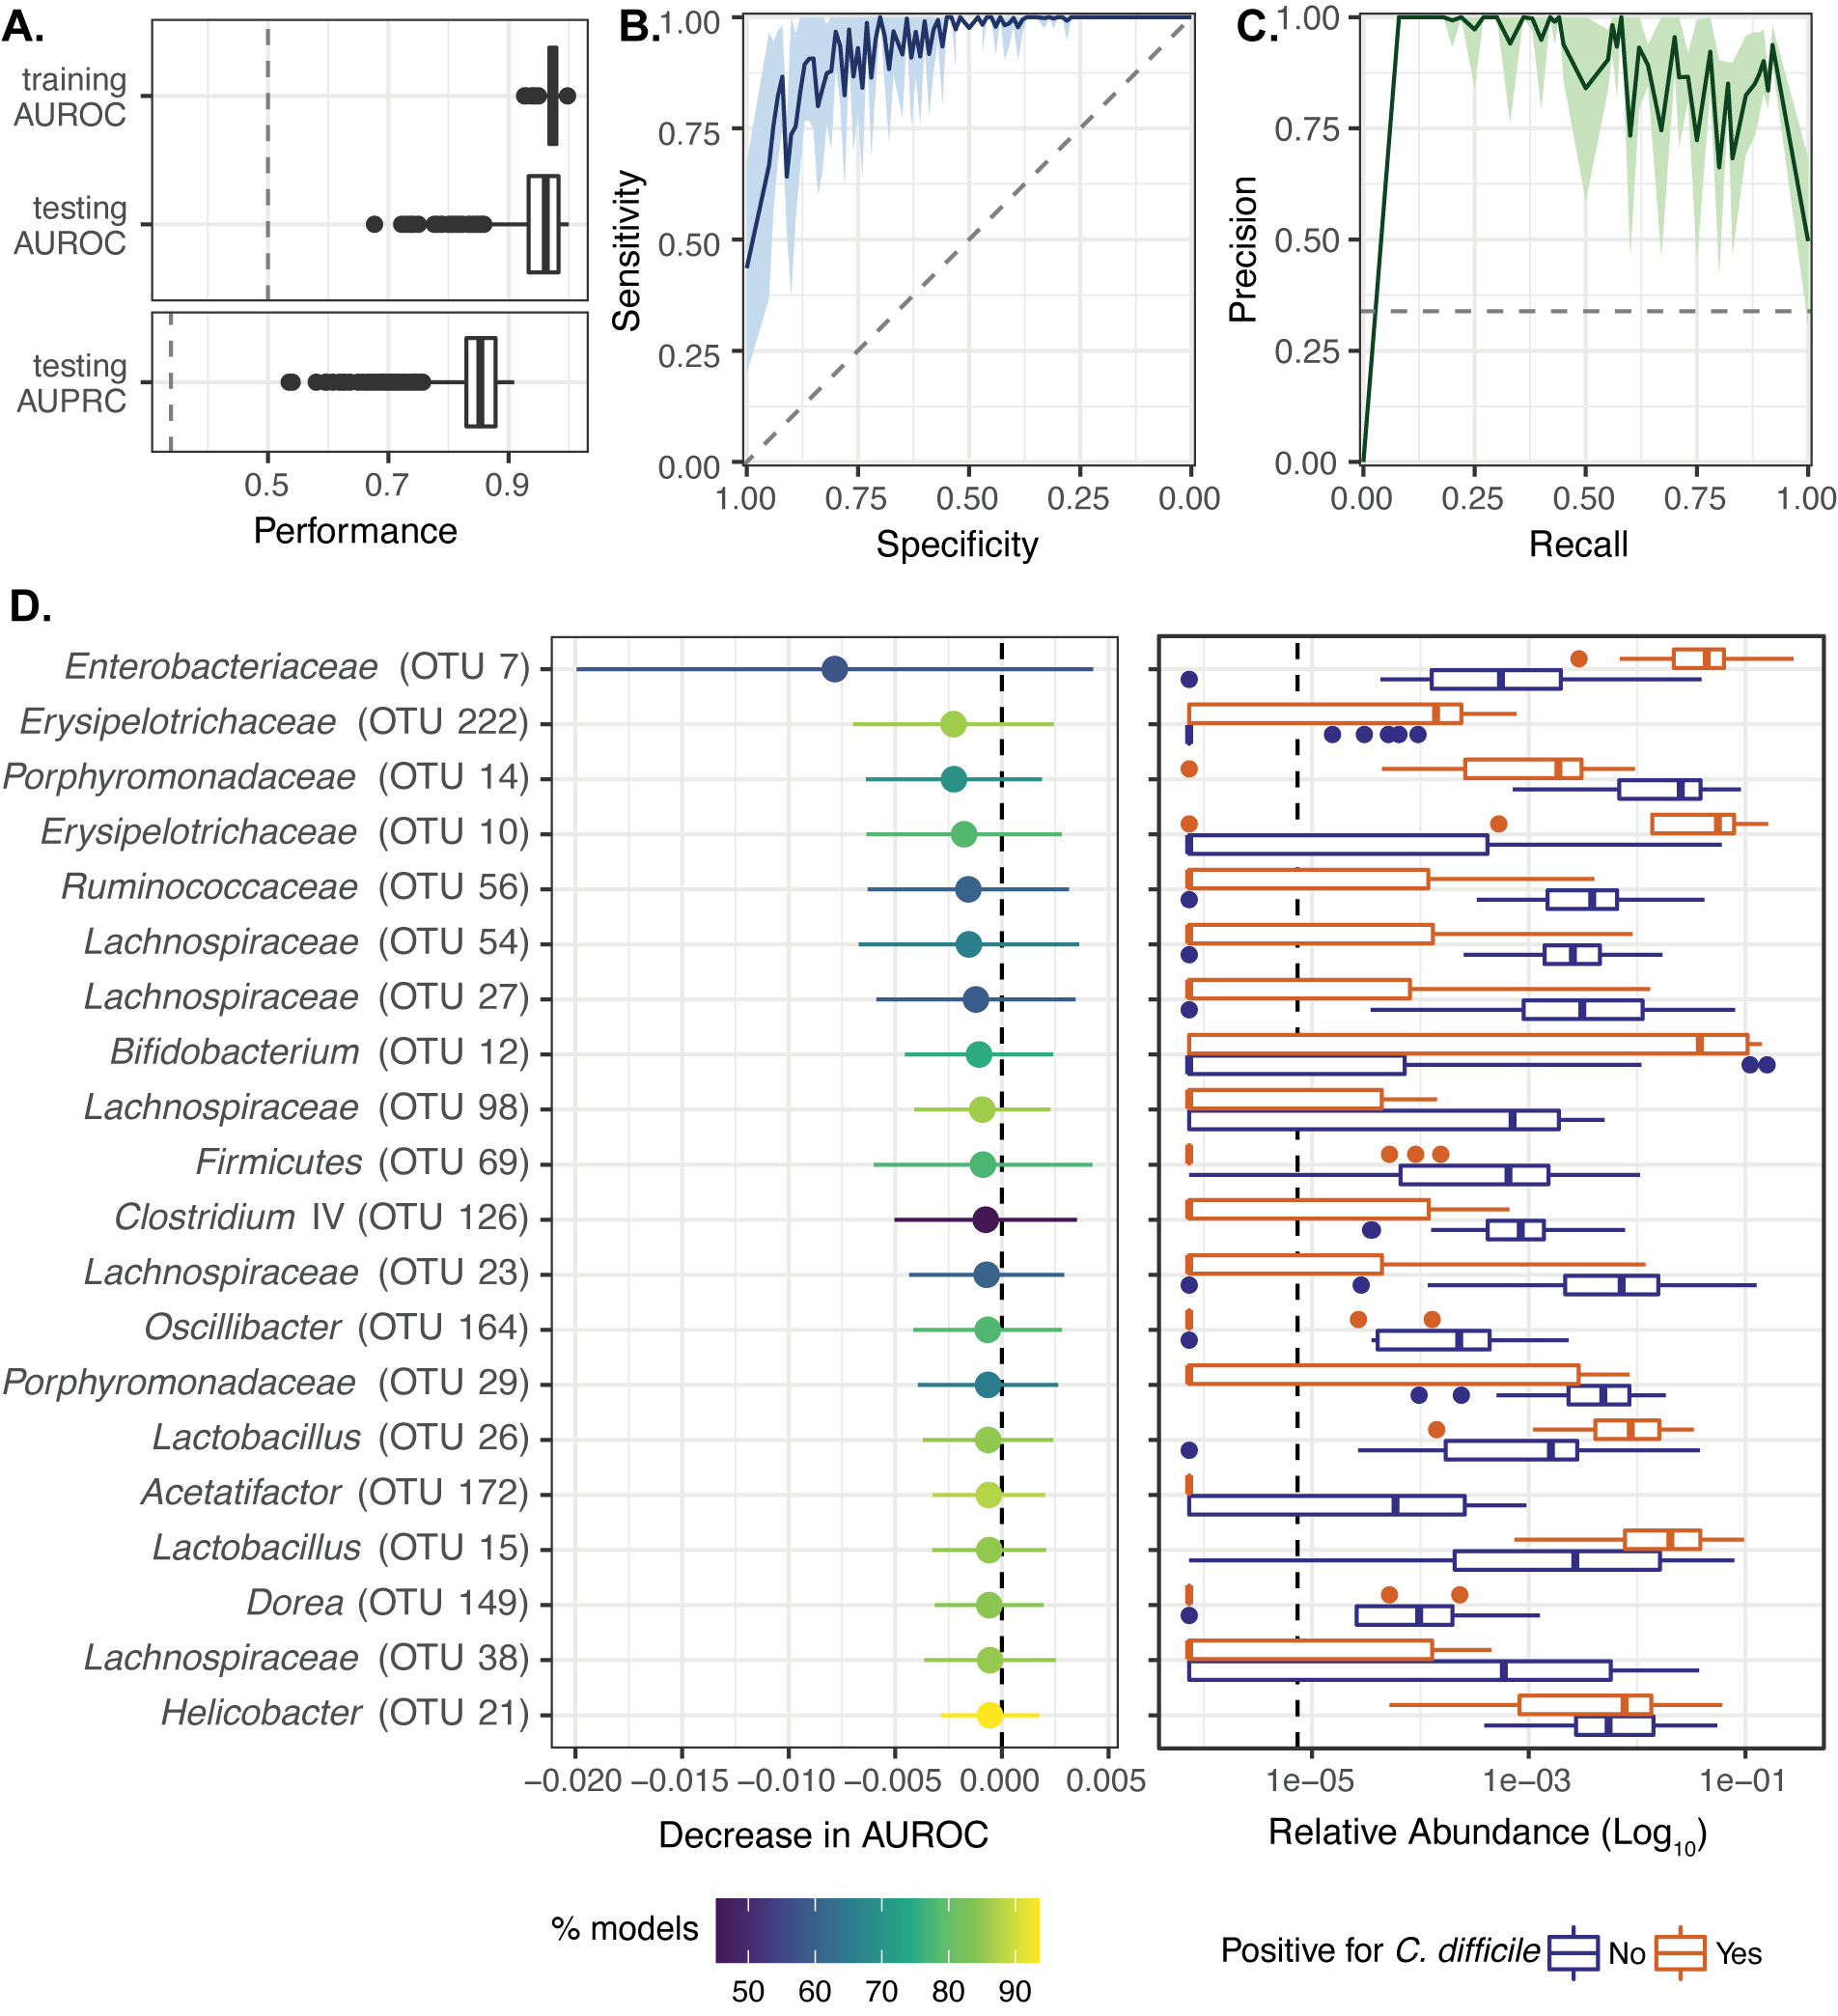 A.
training
AUROC
testing
AUROC
testing
AUPRC
0.5 0.7 0.9
Performance
B.
1.00
0.75
0.50
0.25
0.00
Sensitivity
1.00 0.75 0.50 0.25 0.00
Specificity
C.
1.00
0.75
0.50
0.25
0.00
Precision
0.00 0.25 0.50 0.75 1.00
Recall
D.
Enterobacteriaceae (OTU 7)
Erysipelotrichaceae (OTU 222)
Porphyromonadaceae (OTU 14)
Erysipelotrichaceae (OTU 10)
Ruminococcaceae (OTU 56)
Lachnospiraceae (OTU 54)
Lachnospiraceae (OTU 27)
Bifidobacterium (OTU 12)
Lachnospiraceae (OTU 98)
Firmicutes (OTU 69)
Clostridium IV (OTU 126)
Lachnospiraceae (OTU 23)
Oscillibacter (OTU 164)
Porphyromonadaceae (OTU 29)
Lactobacillus (OTU 26)
Acetatifactor (OTU 172)
Lactobacillus (OTU 15)
Dorea (OTU 149)
Lachnospiraceae (OTU 38)
Helicobacter (OTU 21)
−0.020 −0.015 −0.010 −0.005 0.000 0.005
Decrease in AUROC
1e−05 1e−03 1e−01
Relative Abundance (Log₁₀)
% models
50 60 70 80 90
Positive for C. difficile No Yes